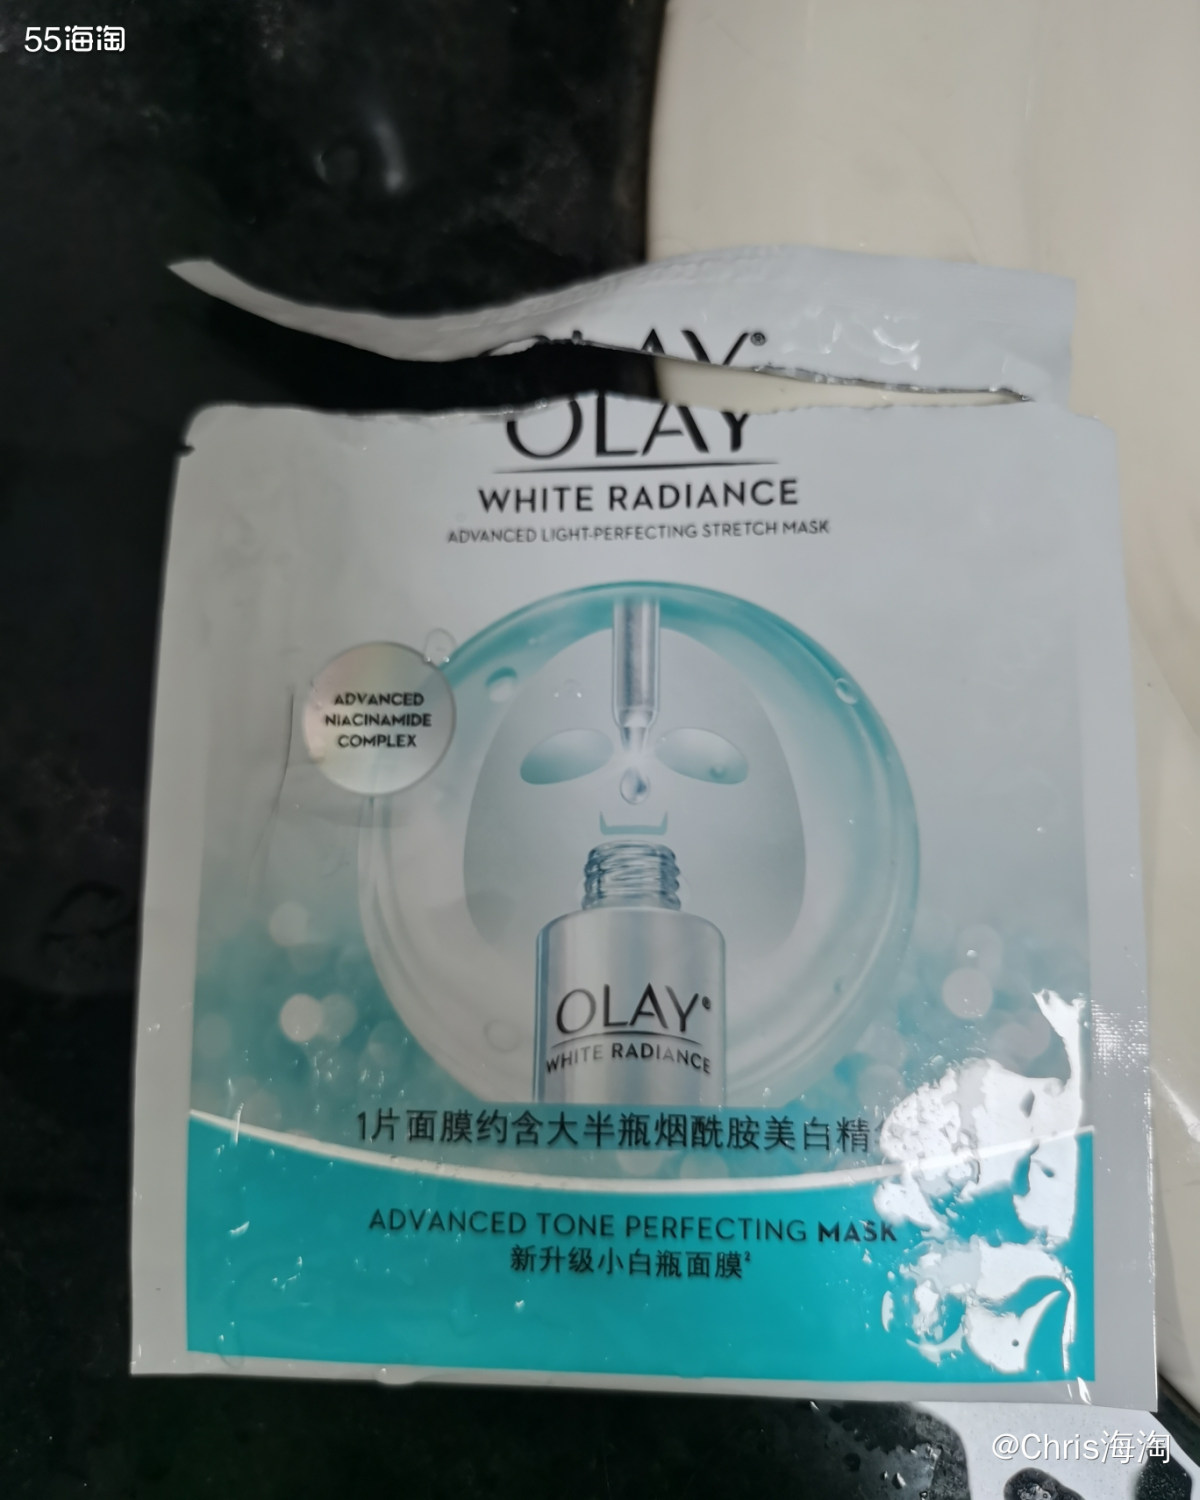 55海淘
OLAY®
OLAY
WHITE RADIANCE
ADVANCED LIGHT-PERFECTING STRETCH MASK
ADVANCED
NIACINAMIDE
COMPLEX
OLAY®
WHITE RADIANCE
1片面膜约含大半瓶烟酰胺美白精
ADVANCED TONE PERFECTING MASK
新升级小白瓶面膜²
@Chris海淘